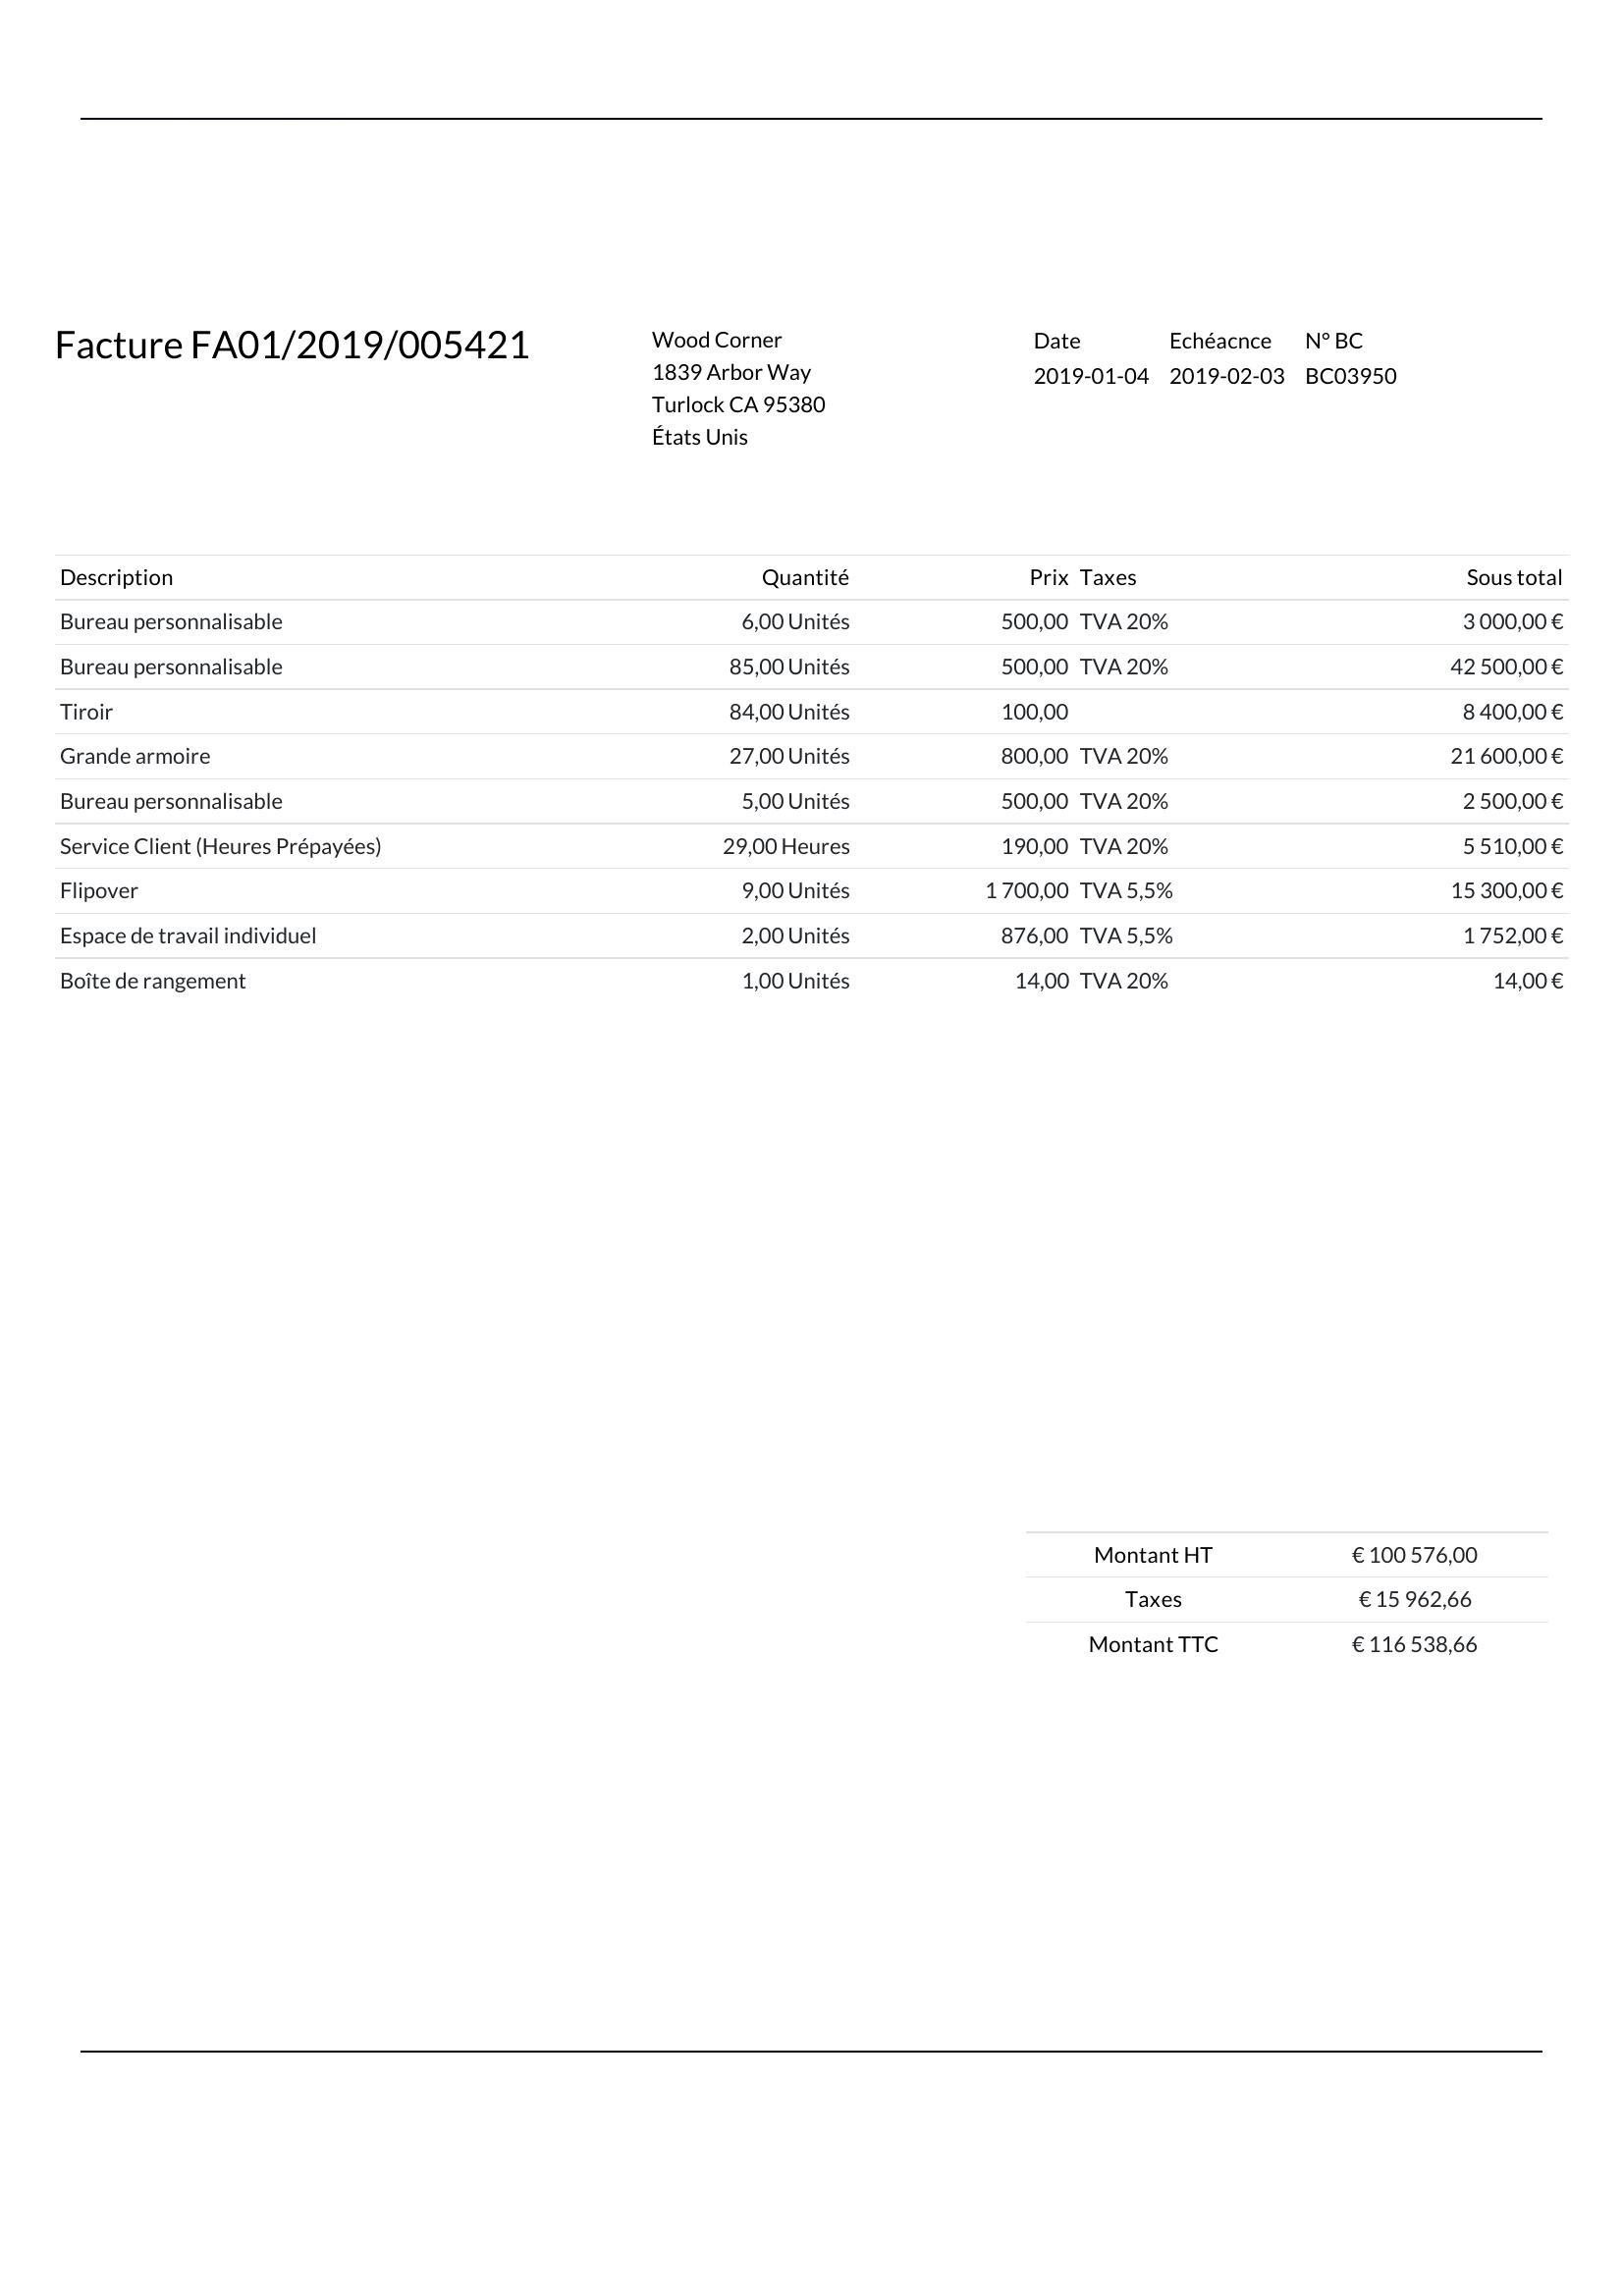 Facture FA01/2019/005421
Wood Corner
1839 Arbor Way
Turlock CA 95380
États Unis
Date Echéacnce N° BC
2019-01-04 2019-02-03 BC03950
Description Quantité Prix Taxes Sous total
Bureau personnalisable 6,00 Unités 500,00 TVA 20% 3 000,00 €
Bureau personnalisable 85,00 Unités 500,00 TVA 20% 42 500,00 €
Tiroir 84,00 Unités 100,00 8 400,00 €
Grande armoire 27,00 Unités 800,00 TVA 20% 21 600,00 €
Bureau personnalisable 5,00 Unités 500,00 TVA 20% 2 500,00 €
Service Client (Heures Prépayées) 29,00 Heures 190,00 TVA 20% 5 510,00 €
Flipover 9,00 Unités 1 700,00 TVA 5,5% 15 300,00 €
Espace de travail individuel 2,00 Unités 876,00 TVA 5,5% 1 752,00 €
Boîte de rangement 1,00 Unités 14,00 TVA 20% 14,00 €
Montant HT € 100 576,00
Taxes € 15 962,66
Montant TTC € 116 538,66